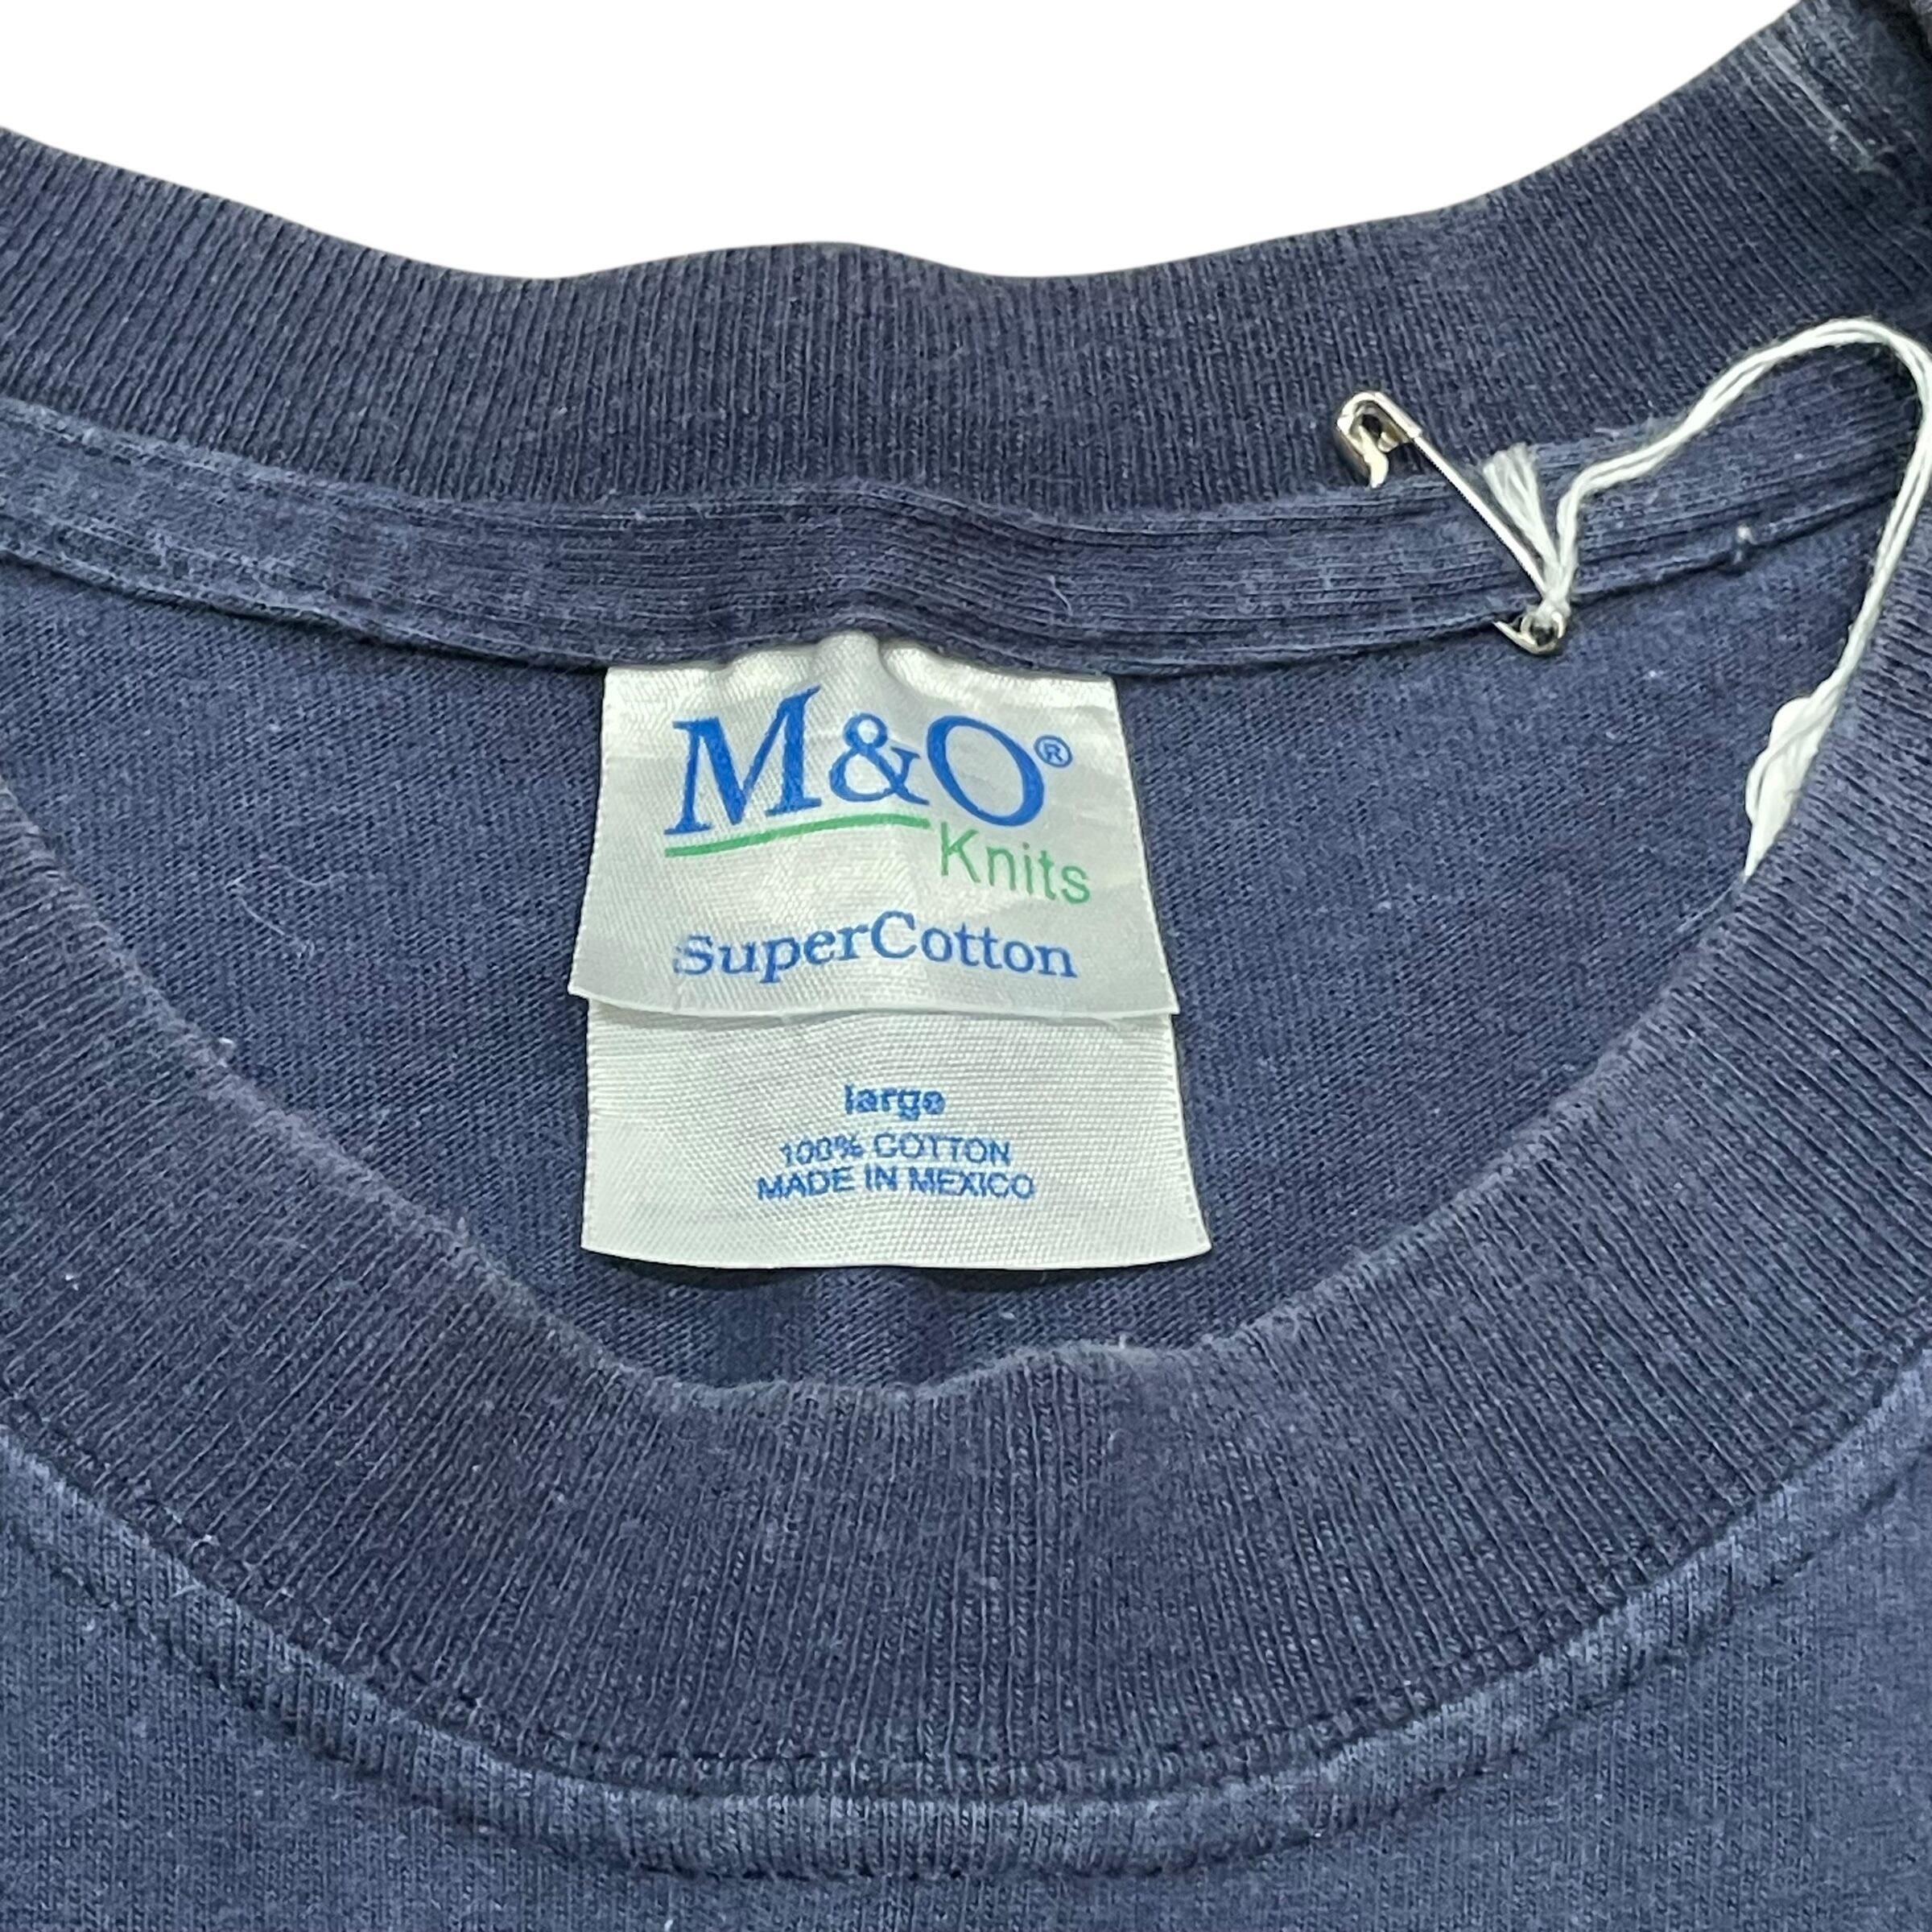 M&O®
Knits
SuperCotton
large
100% COTTON
MADE IN MEXICO